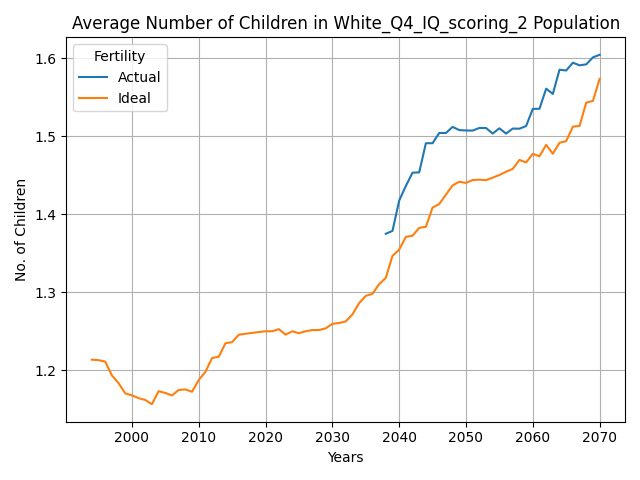 Average Number of Children in White_Q4_IQ_scoring_2 Population
Fertility
Actual
Ideal
No. of Children
1.6
1.5
1.4
1.3
1.2
2000 2010 2020 2030 2040 2050 2060 2070
Years